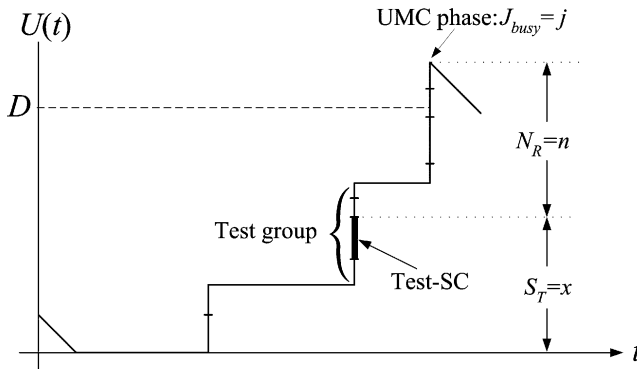 UMC phase:J_busy=j
U(t)
D
N_R=n
Test group
Test-SC
S_T=x
t